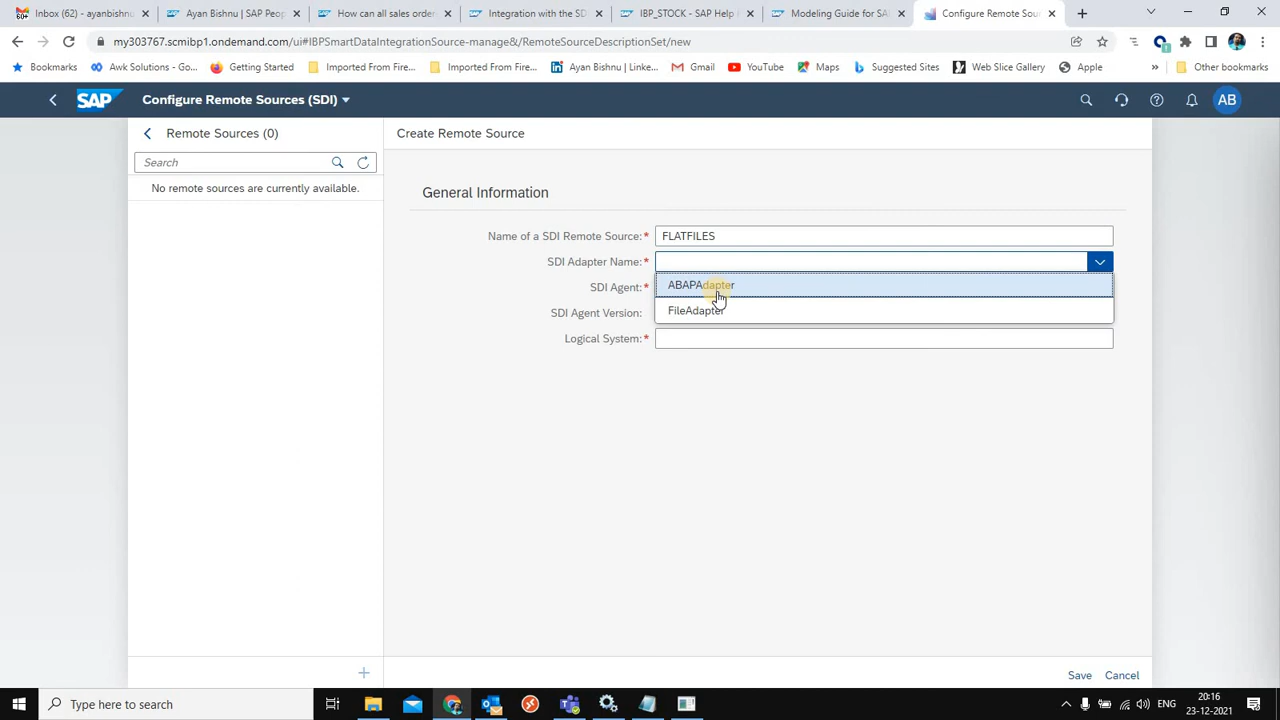 Inbox (62) - ayanbishnu
Ayan Bishnu | SAP Peop
How can all sales order
Integration with the SD
IBP_STOCK - SAP Help
Modeling Guide for SA
Configure Remote Sour
my303767.scmibp1.ondemand.com/ui#IBPSmartDataIntegrationSource-manage&/RemoteSourceDescriptionSet/new
Bookmarks
Awk Solutions - Go...
Getting Started
Imported From Fire...
Imported From Fire...
Ayan Bishnu | Linke...
Gmail
YouTube
Maps
Suggested Sites
Web Slice Gallery
Apple
»
Other bookmarks
SAP
Configure Remote Sources (SDI)
AB
Remote Sources (0)
Create Remote Source
Search
No remote sources are currently available.
General Information
Name of a SDI Remote Source:*
FLATFILES
SDI Adapter Name:*
ABAPAdapter
SDI Agent:*
FileAdapter
SDI Agent Version:
Logical System:*
Save
Cancel
Type here to search
ENG
20:16
23-12-2021